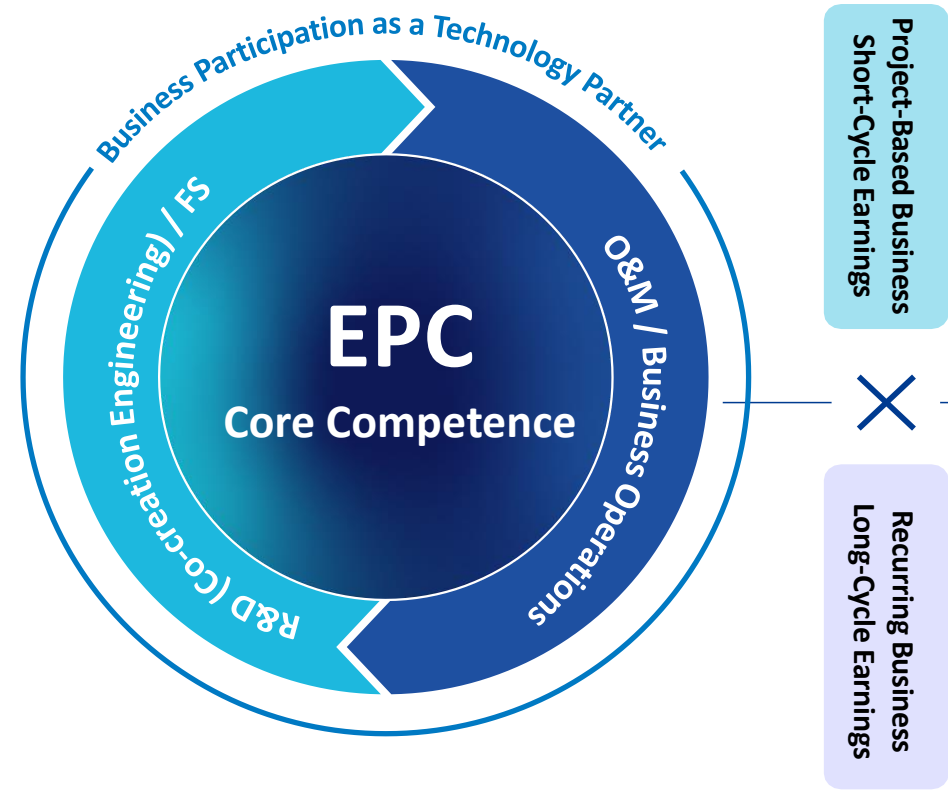 Business Participation as a Technology Partner
R&D (Co-creation Engineering) / FS
O&M / Business Operations
EPC
Core Competence
Project-Based Business
Short-Cycle Earnings
Recurring Business
Long-Cycle Earnings